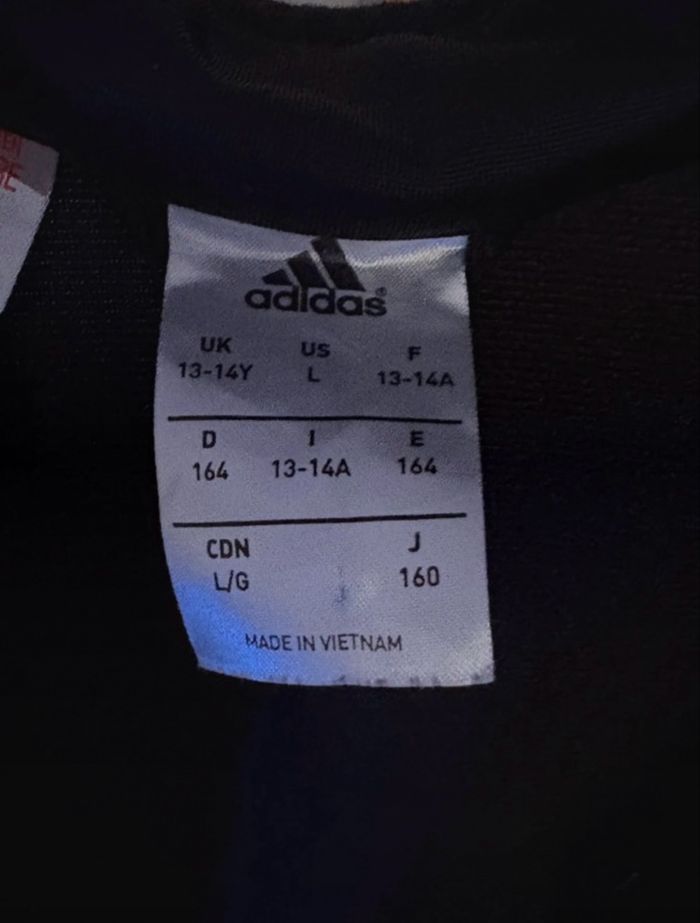 adidas®
UK US F
13-14Y L 13-14A
D I E
164 13-14A 164
CDN J
L/G 160
MADE IN VIETNAM